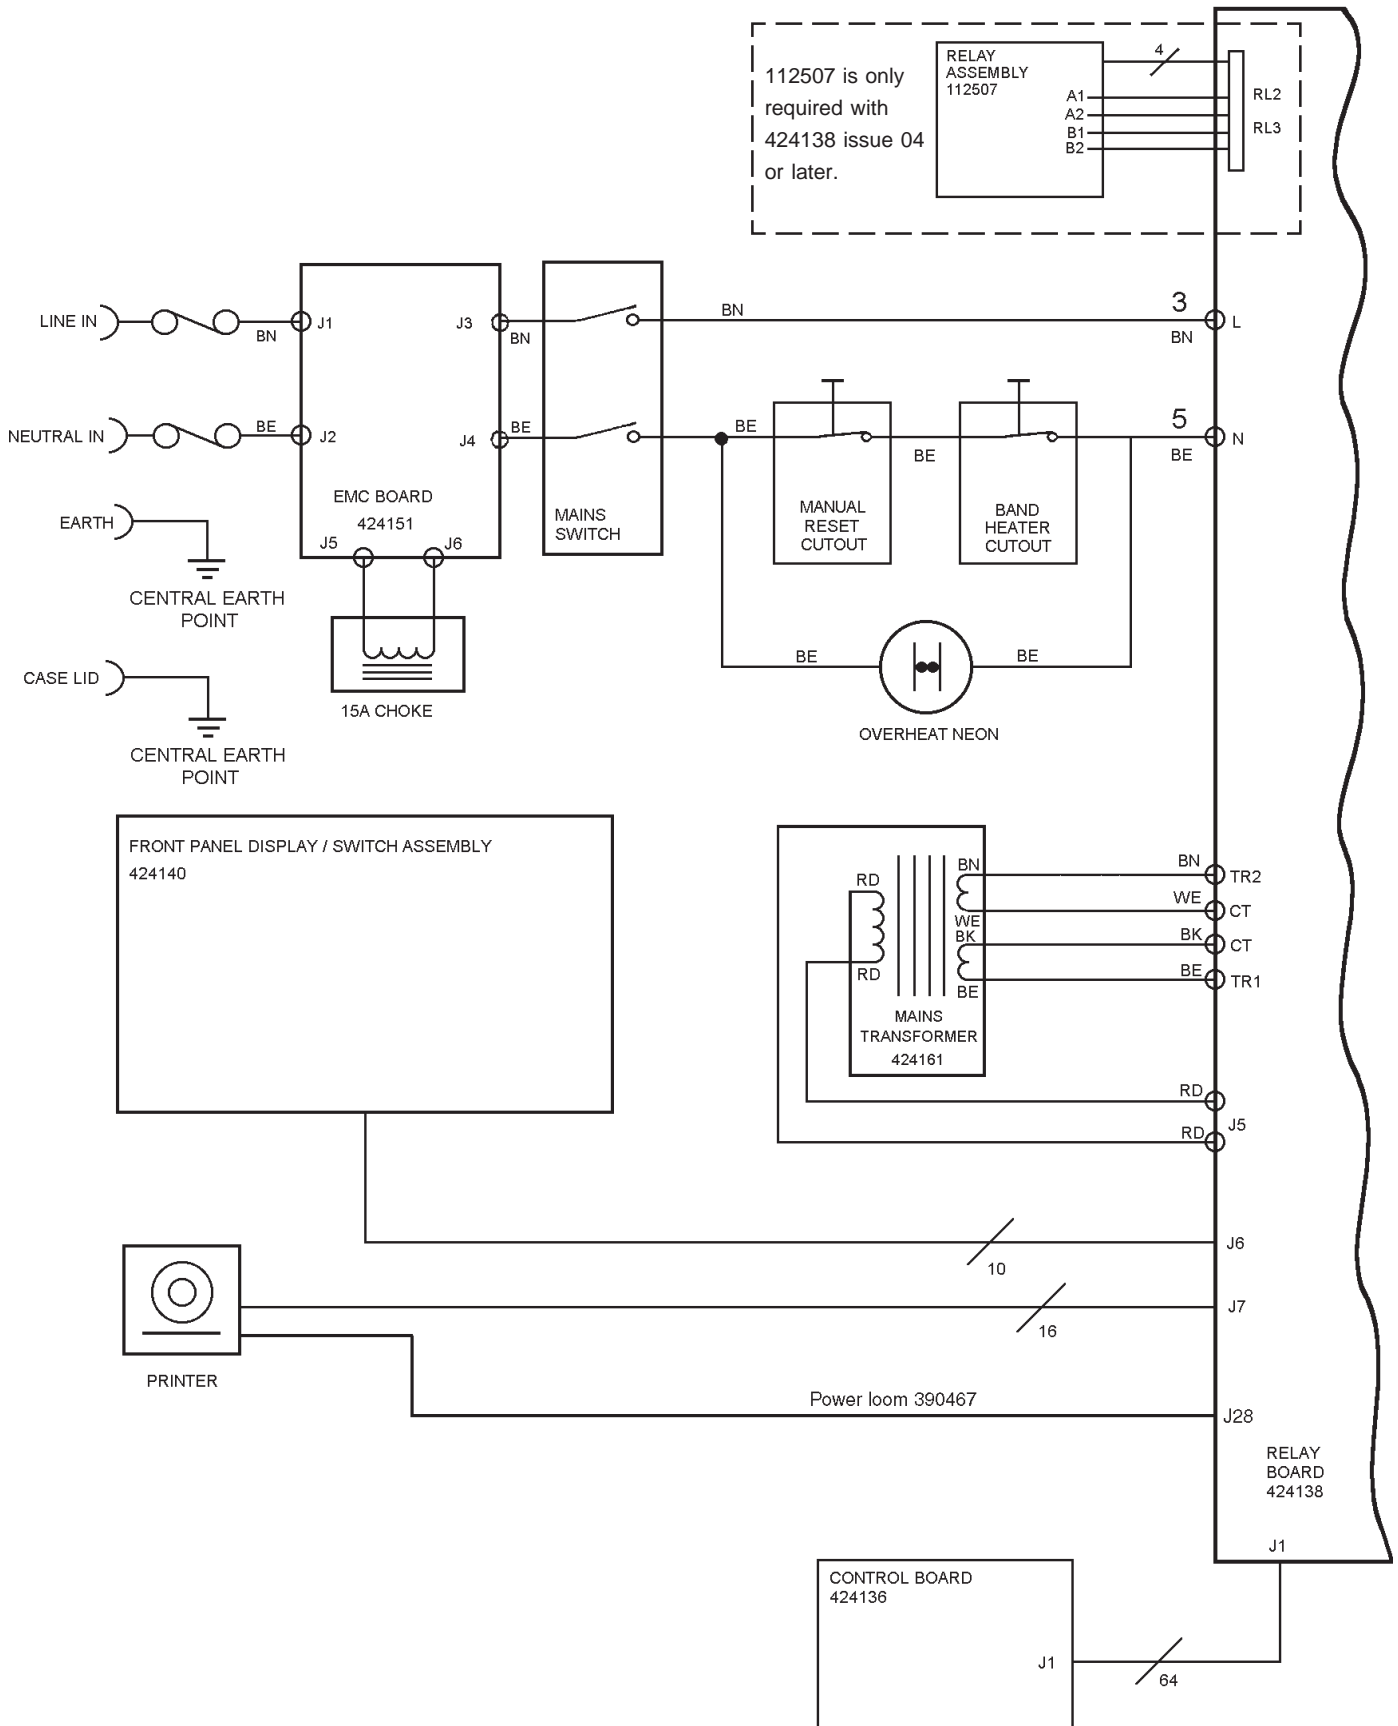 112507 is only
required with
424138 issue 04
or later.
RELAY
ASSEMBLY
112507
4
A1
A2
B1
B2
RL2
RL3
LINE IN
BN
J1
J3
BN
BN
3
BN
L
NEUTRAL IN
BE
J2
J4
BE
BE
BE
5
BE
N
EMC BOARD
424151
J5
J6
MAINS
SWITCH
MANUAL
RESET
CUTOUT
BAND
HEATER
CUTOUT
EARTH
CENTRAL EARTH
POINT
BE
BE
OVERHEAT NEON
15A CHOKE
CASE LID
CENTRAL EARTH
POINT
FRONT PANEL DISPLAY / SWITCH ASSEMBLY
424140
RD
RD
BN
WE
BK
BE
MAINS
TRANSFORMER
424161
BN
TR2
WE
CT
BK
CT
BE
TR1
RD
J5
RD
10
J6
16
J7
PRINTER
Power loom 390467
J28
RELAY
BOARD
424138
J1
CONTROL BOARD
424136
J1
64